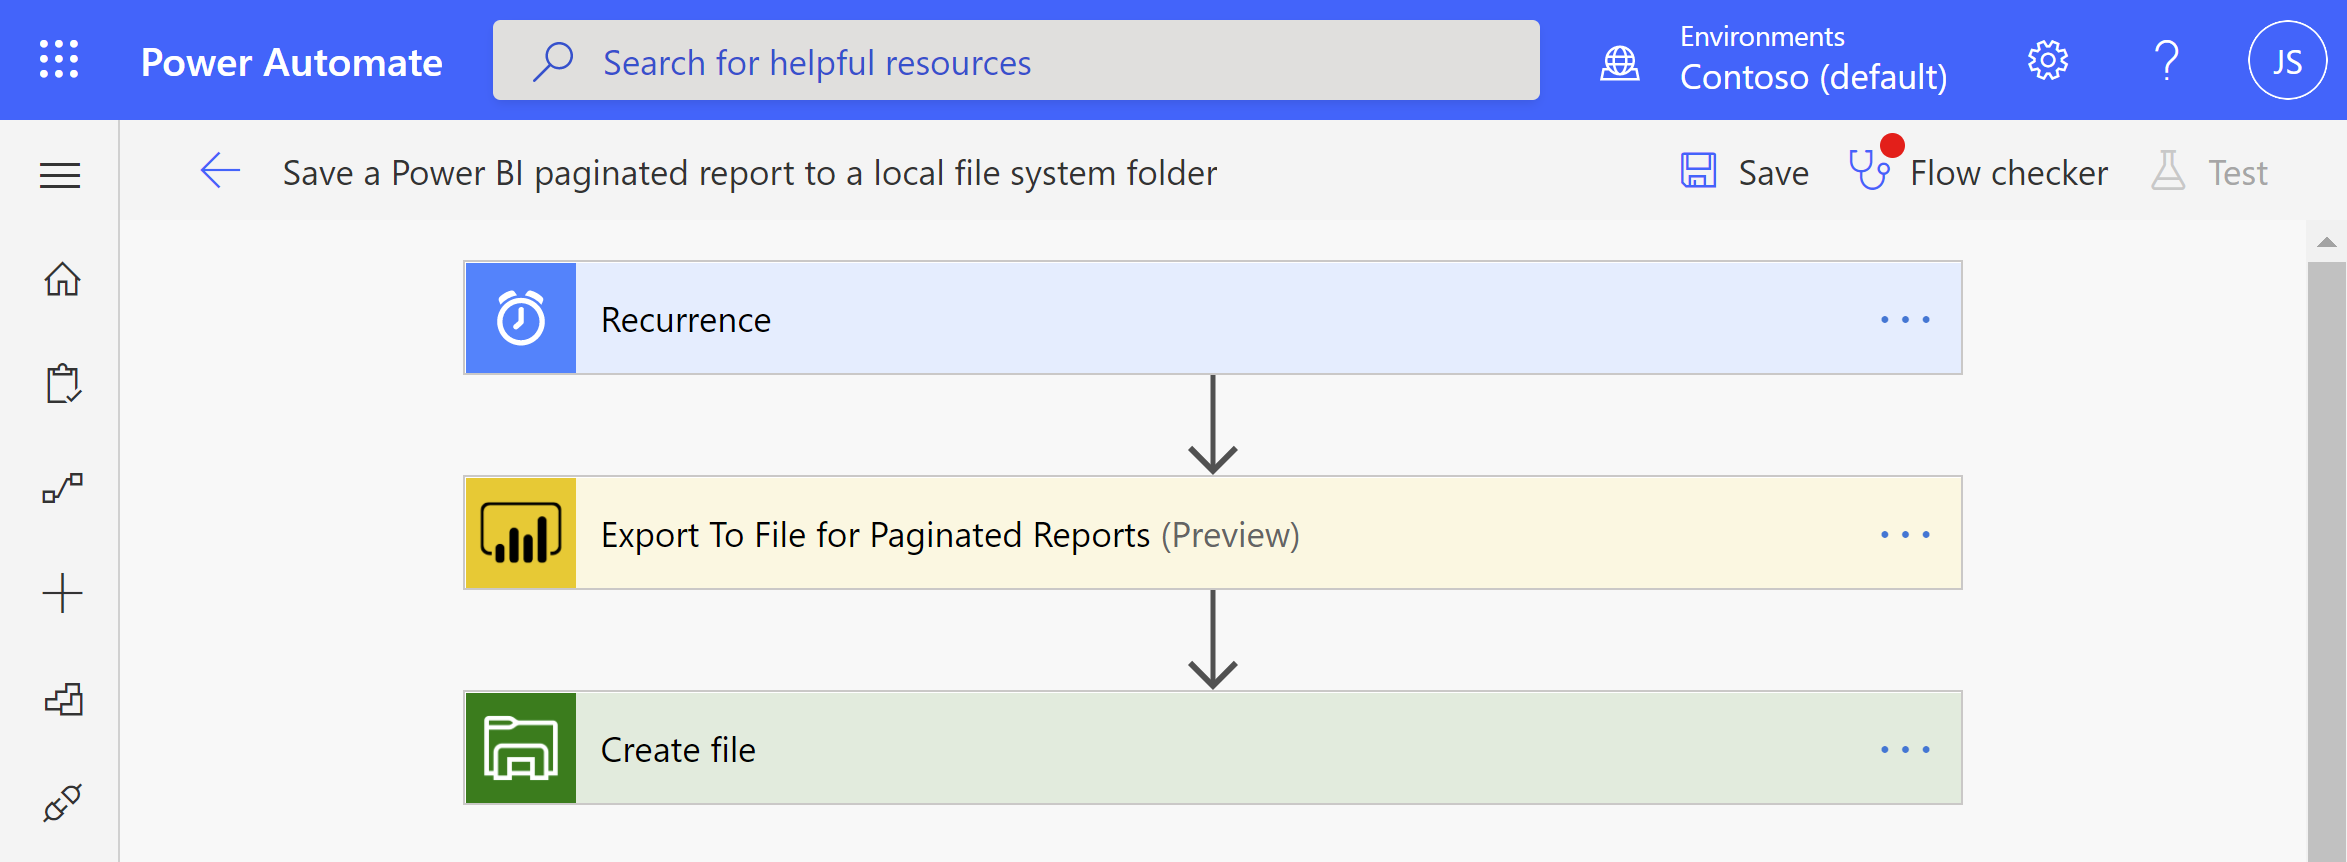 Power Automate
Search for helpful resources
Environments
Contoso (default)
?
JS
Save a Power BI paginated report to a local file system folder
Save
Flow checker
Test
Recurrence
Export To File for Paginated Reports (Preview)
Create file